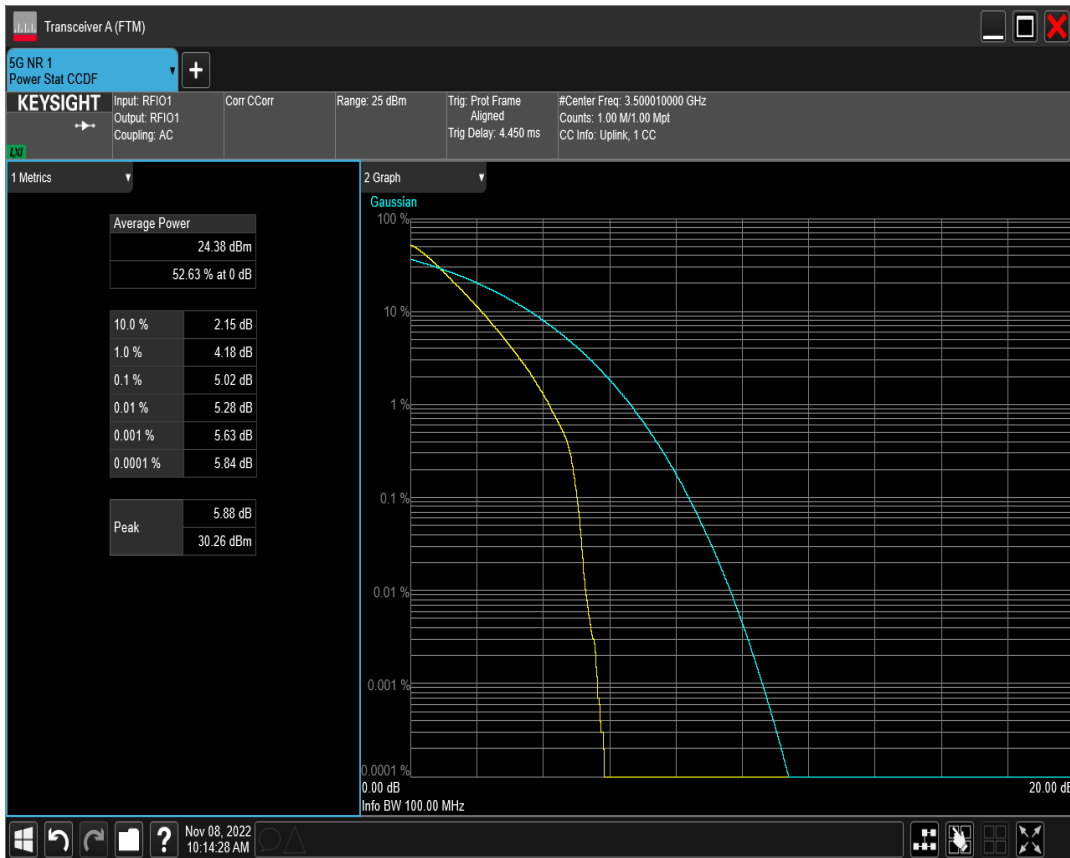 Transceiver A (FTM)
5G NR 1
Power Stat CCDF
+
KEYSIGHT
LXI
Input: RFIO1
Output: RFIO1
Coupling: AC
Corr CCorr
Range: 25 dBm
Trig: Prot Frame
Aligned
Trig Delay: 4.450 ms
#Center Freq: 3.500010000 GHz
Counts: 1.00 M/1.00 Mpt
CC Info: Uplink, 1 CC
1 Metrics
Average Power
24.38 dBm
52.63 % at 0 dB
10.0 % 2.15 dB
1.0 % 4.18 dB
0.1 % 5.02 dB
0.01 % 5.28 dB
0.001 % 5.63 dB
0.0001 % 5.84 dB
Peak 5.88 dB
30.26 dBm
2 Graph
Gaussian
100 %
10 %
1 %
0.1 %
0.01 %
0.001 %
0.0001 %
0.00 dB 20.00 dB
Info BW 100.00 MHz
?
Nov 08, 2022
10:14:28 AM